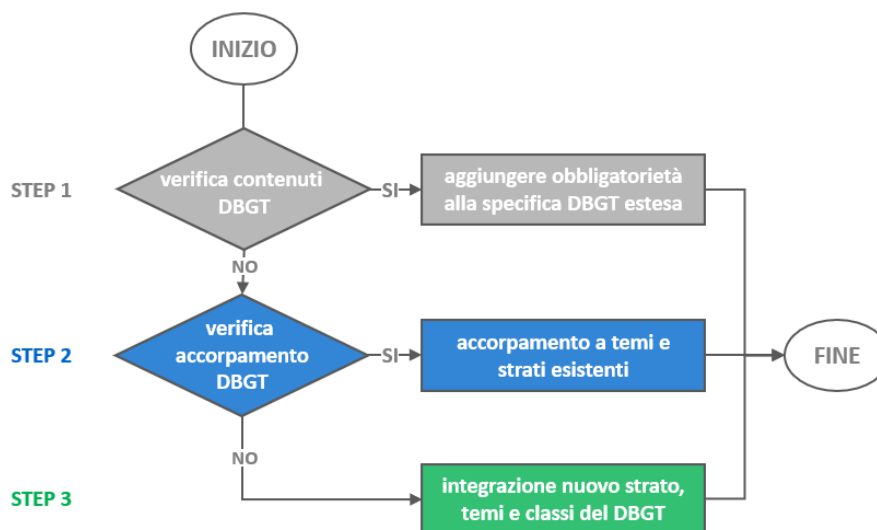 INIZIO
STEP 1
verifica contenuti
DBGT
SI
aggiungere obbligatorietà
alla specifica DBGT estesa
NO
STEP 2
verifica
accorpamento
DBGT
SI
accorpamento a temi e
strati esistenti
FINE
NO
STEP 3
integrazione nuovo strato,
temi e classi del DBGT